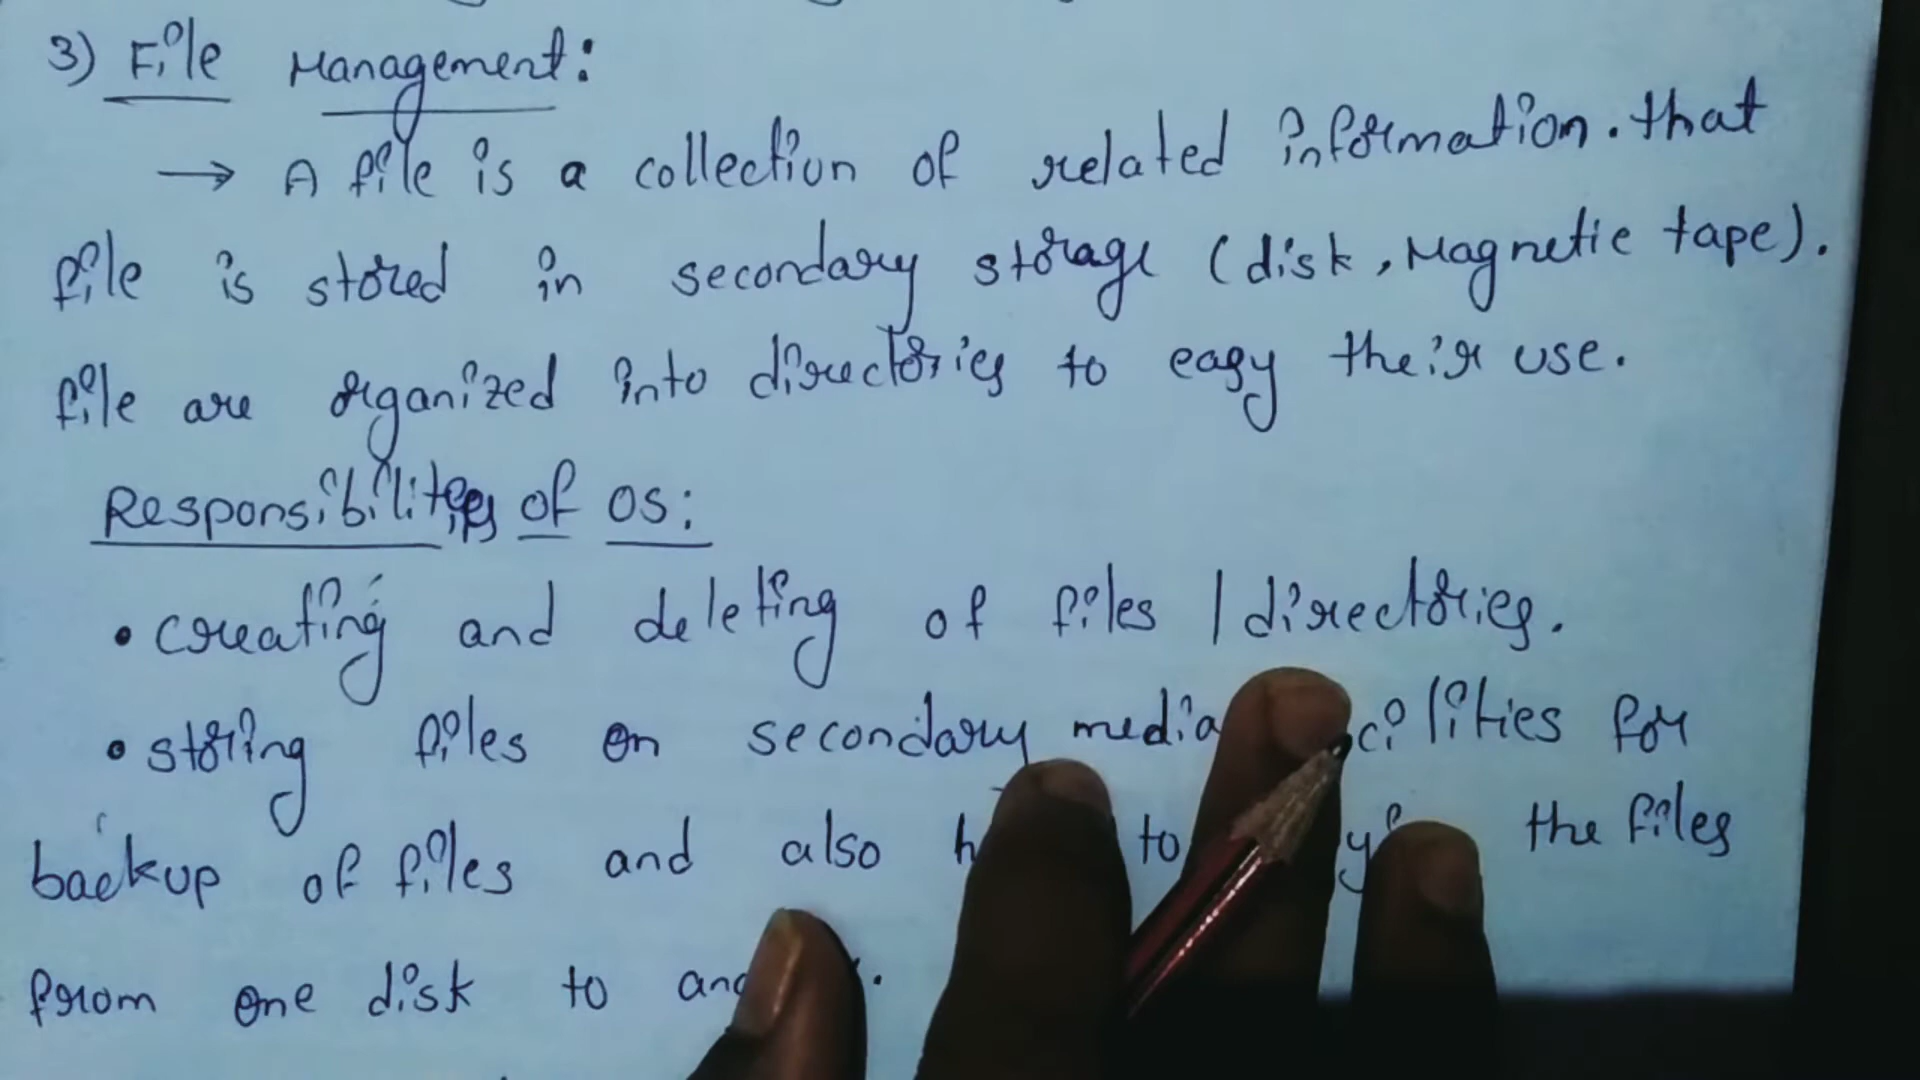 3) File Management:
→ A file is a collection of related information. that
file is stored in secondary storage (disk, Magnetic tape).
file are organized into directories to easy their use.
Responsibilities of OS:
• creating and deleting of files / directories.
• storing files on secondary media for
backup of files and also to the files
from one disk to